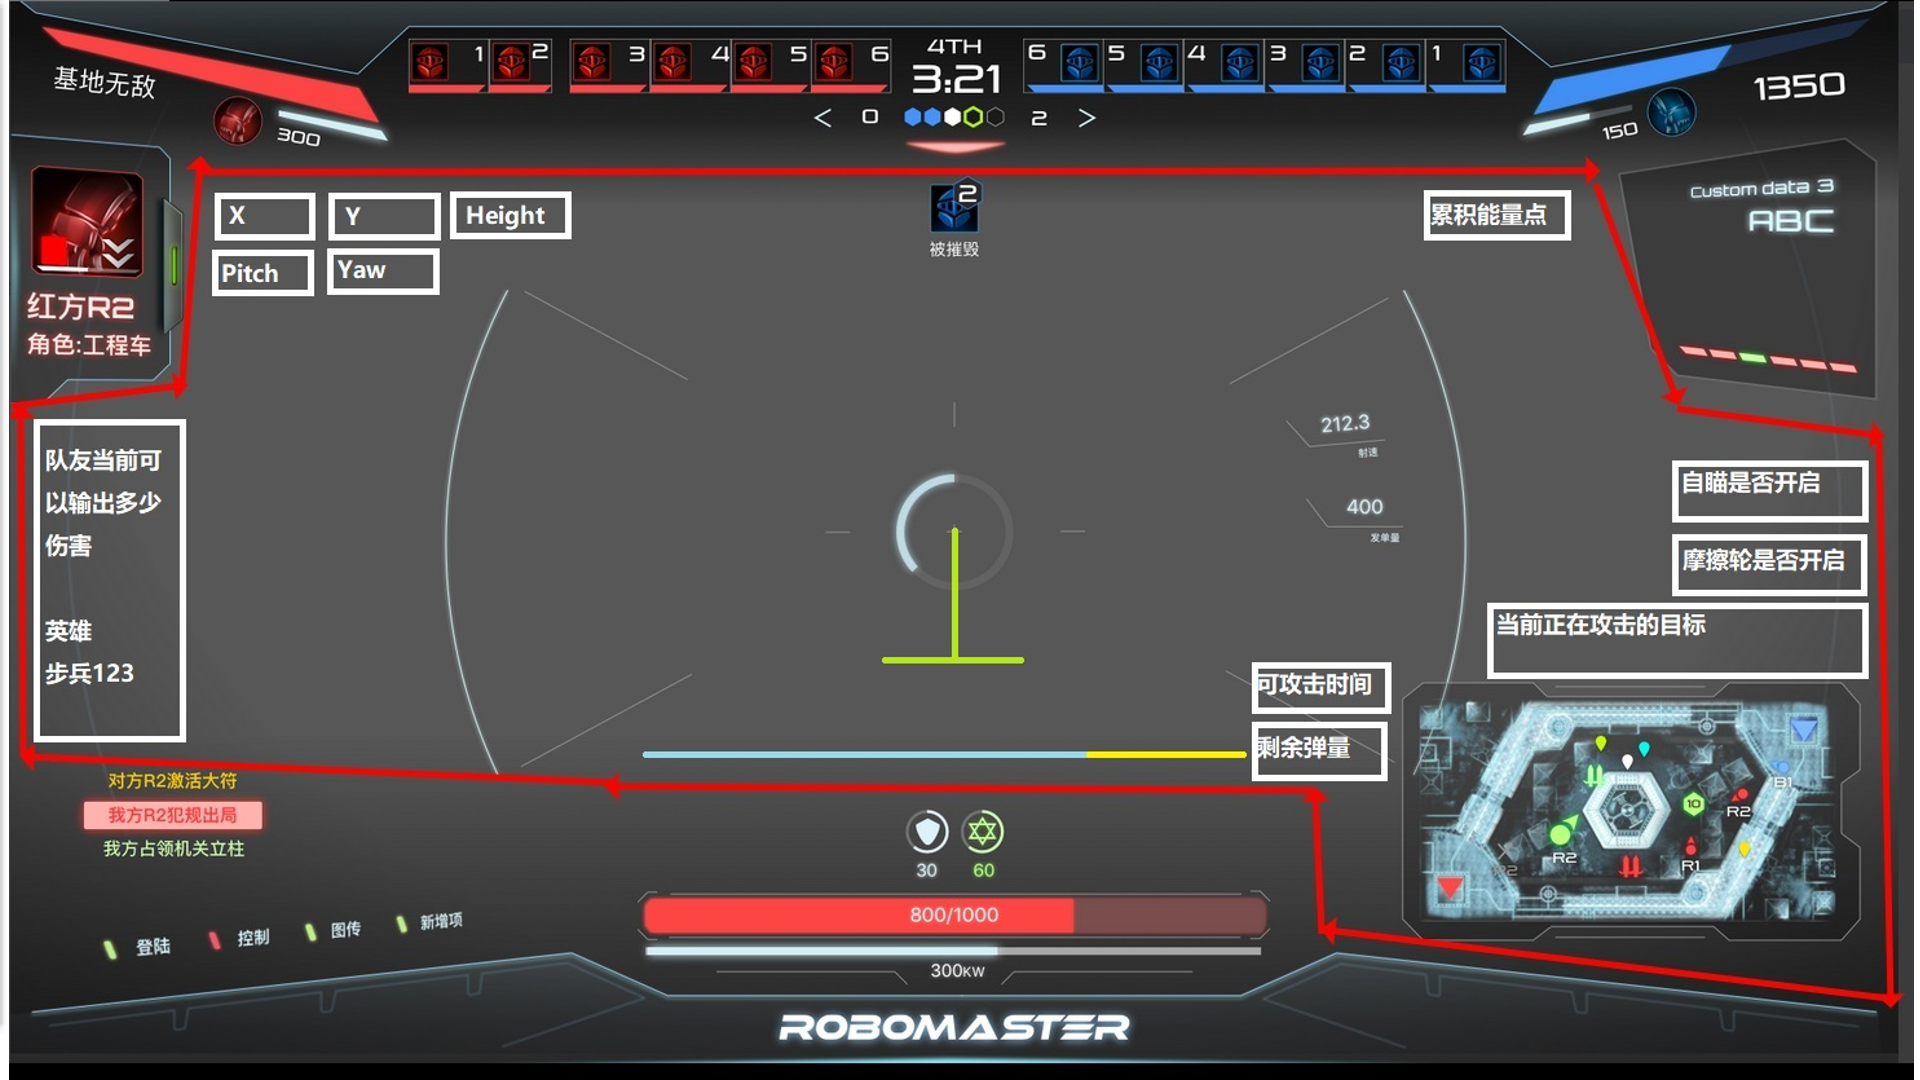 基地无敌
300
1
2
3
4
5
6
4TH
3:21
< 0 2 >
6
5
4
3
2
1
1350
150
红方R2
角色:工程车
X
Y
Height
Pitch
Yaw
2
被摧毁
累积能量点
Custom data 3
ABC
212.3
射速
400
发单量
队友当前可
以输出多少
伤害
英雄
步兵123
自瞄是否开启
摩擦轮是否开启
当前正在攻击的目标
可攻击时间
剩余弹量
对方R2激活大符
我方R2犯规出局
我方占领机关立柱
登陆
控制
图传
新增项
30
60
800/1000
300KW
B1
10
R2
R2
R1
ROBOMASTER